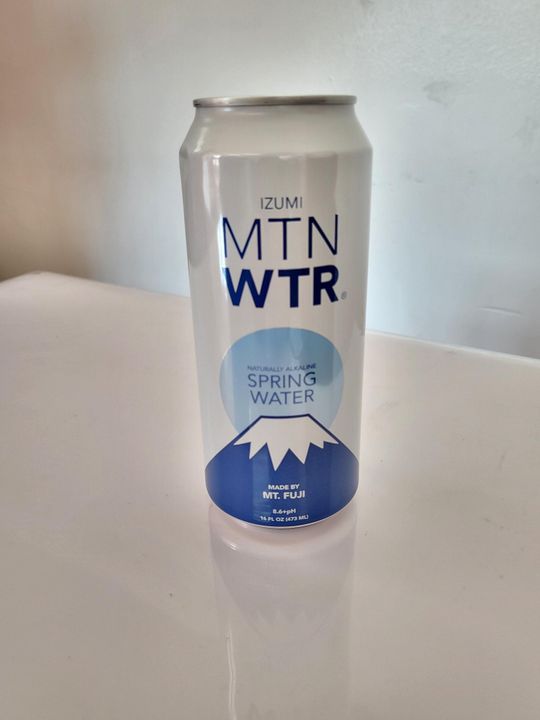 IZUMI
MTN
WTR®
NATURALLY ALKALINE
SPRING
WATER
MADE BY
MT. FUJI
8.6+pH
16 FL OZ (473 ML)